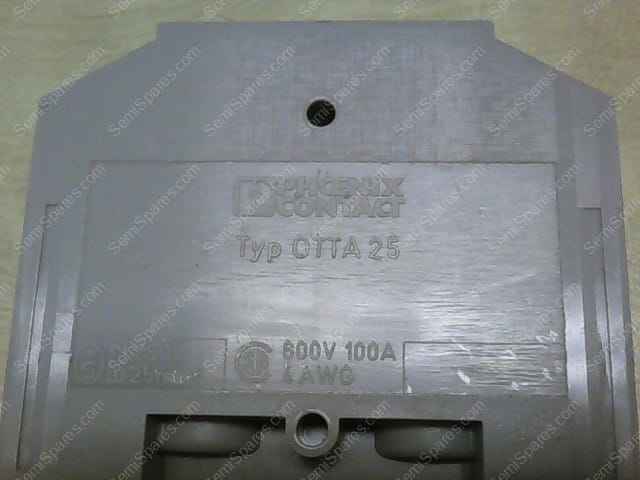 PHOENIX
CONTACT
Typ OTTA 25
600V 100A
4 AWG
SemiSpares.com